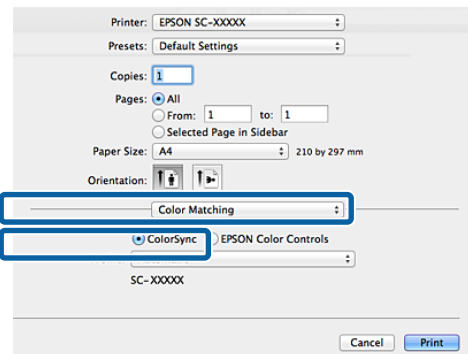 Printer: EPSON SC-XXXXX
Presets: Default Settings
Copies: 1
Pages: All
From: 1 to: 1
Selected Page in Sidebar
Paper Size: A4 210 by 297 mm
Orientation:
Color Matching
ColorSync EPSON Color Controls
SC-XXXXX
Cancel Print